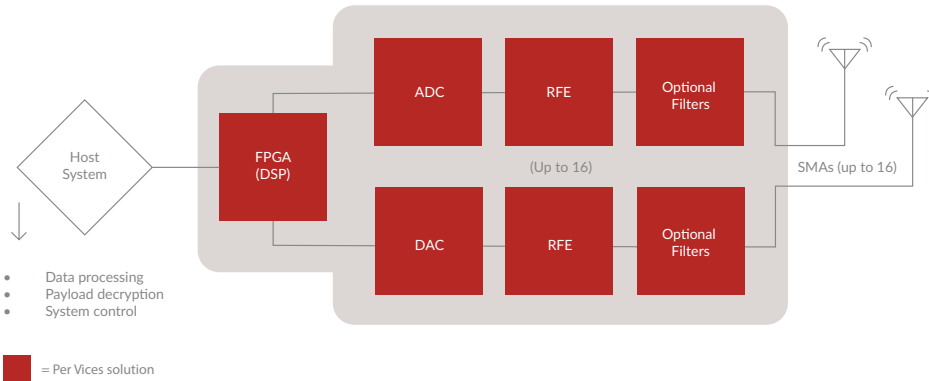 ADC
RFE
Optional
Filters
Host
System
FPGA
(DSP)
(Up to 16)
SMAs (up to 16)
DAC
RFE
Optional
Filters
• Data processing
• Payload decryption
• System control
= Per Vices solution